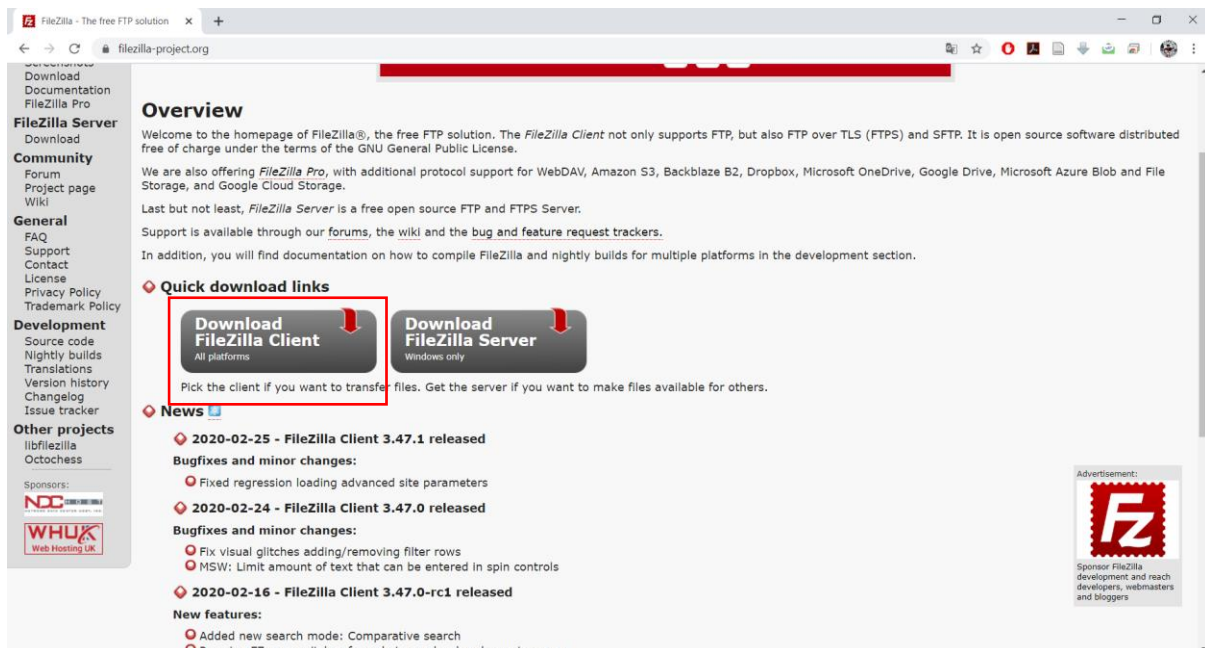 FileZilla - The free FTP solution
filezilla-project.org
Screenshots
Download
Documentation
FileZilla Pro
FileZilla Server
Download
Community
Forum
Project page
Wiki
General
FAQ
Support
Contact
License
Privacy Policy
Trademark Policy
Development
Source code
Nightly builds
Translations
Version history
Changelog
Issue tracker
Other projects
libfilezilla
Octochess
Sponsors:
NDC HOST
WHUK
Web Hosting UK
Overview
Welcome to the homepage of FileZilla®, the free FTP solution. The FileZilla Client not only supports FTP, but also FTP over TLS (FTPS) and SFTP. It is open source software distributed
free of charge under the terms of the GNU General Public License.
We are also offering FileZilla Pro, with additional protocol support for WebDAV, Amazon S3, Backblaze B2, Dropbox, Microsoft OneDrive, Google Drive, Microsoft Azure Blob and File
Storage, and Google Cloud Storage.
Last but not least, FileZilla Server is a free open source FTP and FTPS Server.
Support is available through our forums, the wiki and the bug and feature request trackers.
In addition, you will find documentation on how to compile FileZilla and nightly builds for multiple platforms in the development section.
Quick download links
Download
FileZilla Client
All platforms
Download
FileZilla Server
Windows only
Pick the client if you want to transfer files. Get the server if you want to make files available for others.
News
2020-02-25 - FileZilla Client 3.47.1 released
Bugfixes and minor changes:
Fixed regression loading advanced site parameters
2020-02-24 - FileZilla Client 3.47.0 released
Bugfixes and minor changes:
Fix visual glitches adding/removing filter rows
MSW: Limit amount of text that can be entered in spin controls
2020-02-16 - FileZilla Client 3.47.0-rc1 released
New features:
Added new search mode: Comparative search
Advertisement:
Fz
Sponsor FileZilla
development and reach
developers, webmasters
and bloggers